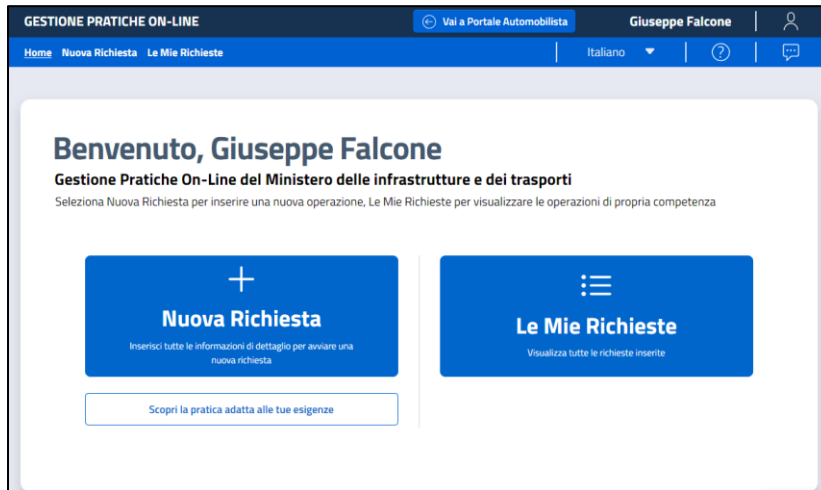 GESTIONE PRATICHE ON-LINE
Vai a Portale Automobilista
Giuseppe Falcone
Home Nuova Richiesta Le Mie Richieste
Italiano
Benvenuto, Giuseppe Falcone
Gestione Pratiche On-Line del Ministero delle infrastrutture e dei trasporti
Seleziona Nuova Richiesta per inserire una nuova operazione, Le Mie Richieste per visualizzare le operazioni di propria competenza
Nuova Richiesta
Inserisci tutte le informazioni di dettaglio per avviare una
nuova richiesta
Le Mie Richieste
Visualizza tutte le richieste inserite
Scopri la pratica adatta alle tue esigenze